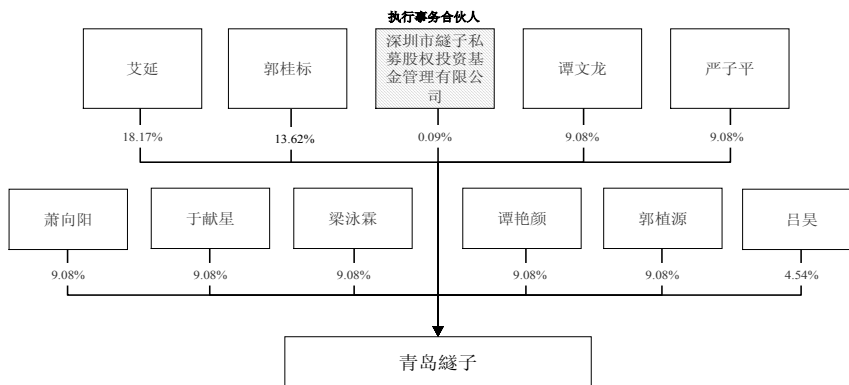 执行事务合伙人
艾延
郭桂标
深圳市繸子私
募股权投资基
金管理有限公
司
谭文龙
严子平
18.17%
13.62%
0.09%
9.08%
9.08%
萧向阳
于献星
梁泳霖
谭艳颜
郭植源
吕昊
9.08%
9.08%
9.08%
9.08%
9.08%
4.54%
青岛繸子